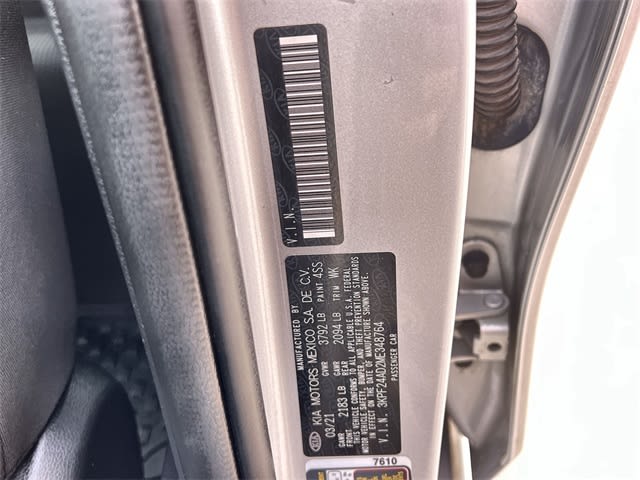 V.I.N.
MANUFACTURED BY
KIA MOTORS MEXICO S.A. DE C.V.
03/21 GVWR 3792 LB PAINT 4SS
GAWR FRONT 2183 LB GAWR REAR 2094 LB TRIM WK
THIS VEHICLE CONFORMS TO ALL APPLICABLE U.S.A. FEDERAL
MOTOR VEHICLE SAFETY, BUMPER, AND THEFT PREVENTION STANDARDS
IN EFFECT ON THE DATE OF MANUFACTURE SHOWN ABOVE.
V.I.N. 3KPF24AD2ME348764
PASSENGER CAR
7610